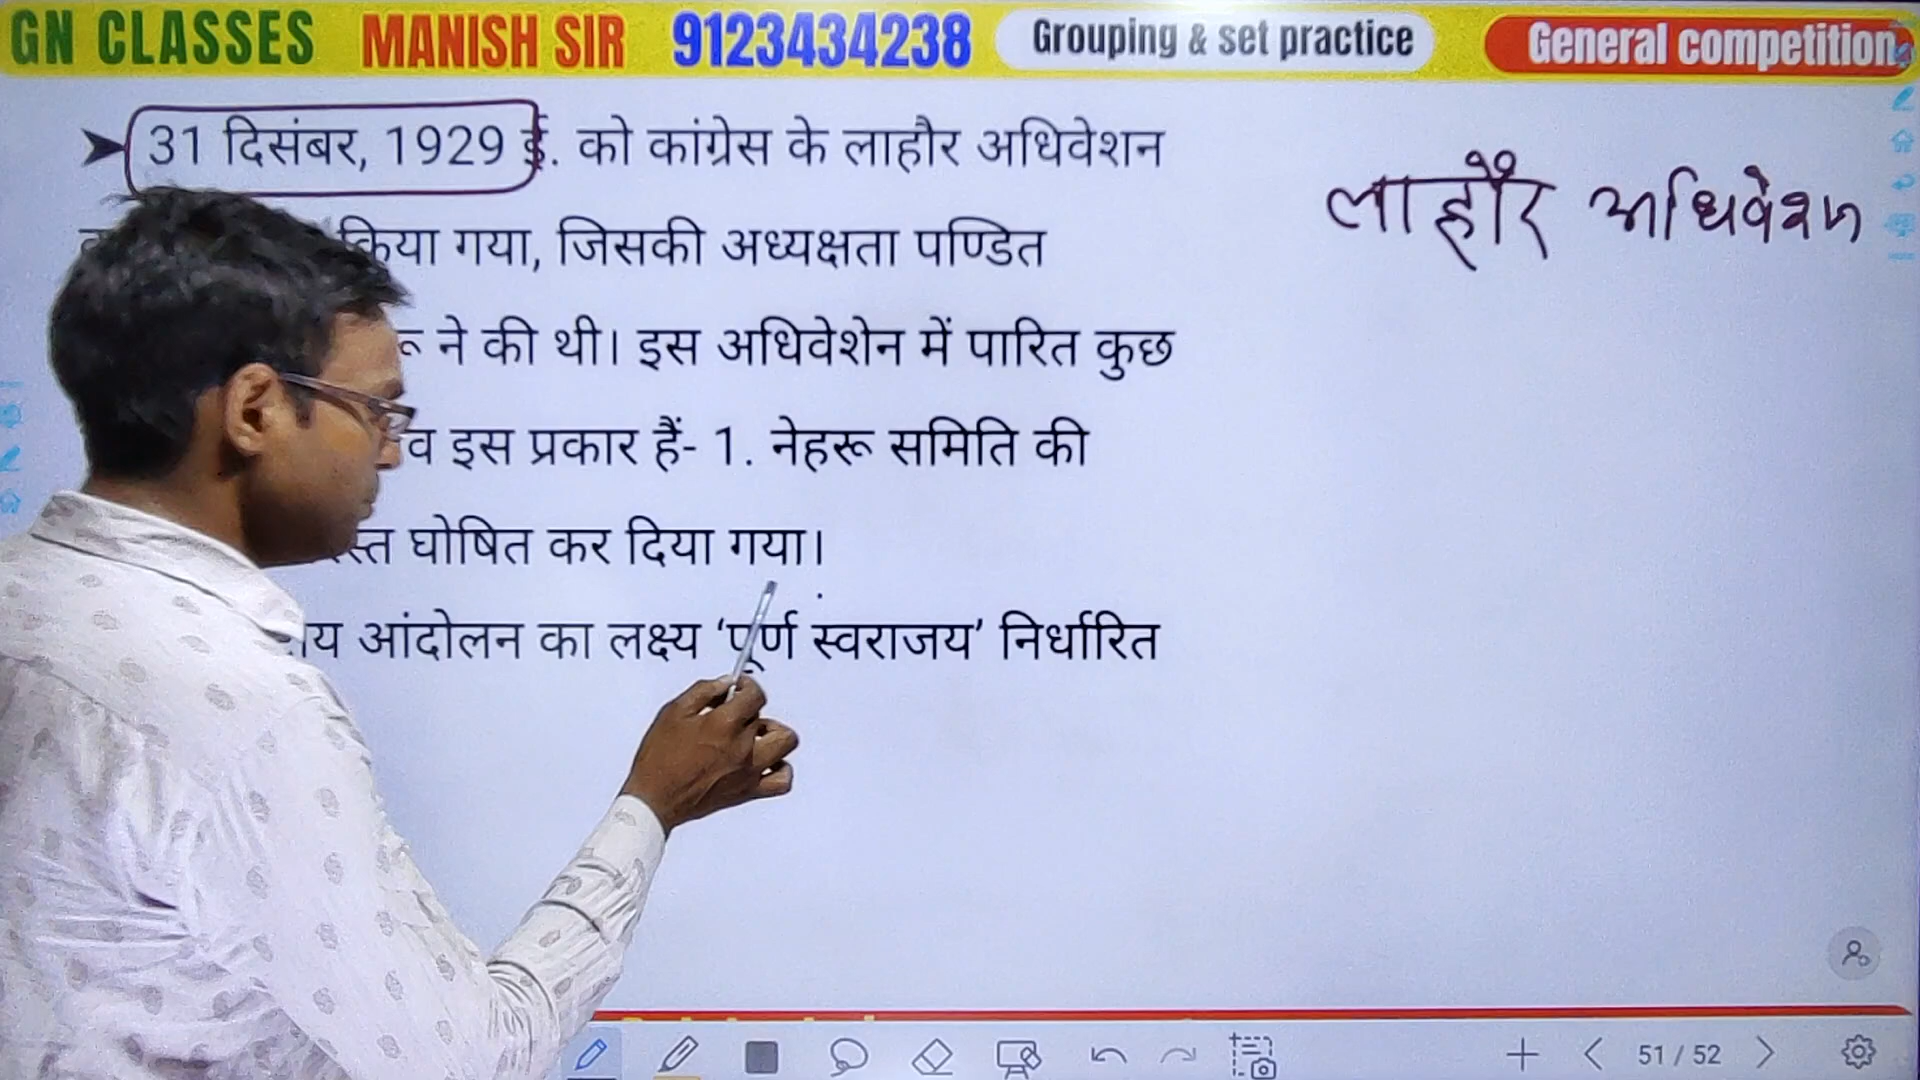 GN CLASSES MANISH SIR 9123434238 Grouping & set practice General competition
31 दिसंबर, 1929 ई. को कांग्रेस के लाहौर अधिवेशन
लाहौर अधिवेशन
किया गया, जिसकी अध्यक्षता पण्डित
ने की थी। इस अधिवेशेन में पारित कुछ
इस प्रकार हैं- 1. नेहरू समिति की
घोषित कर दिया गया।
आंदोलन का लक्ष्य ‘पूर्ण स्वराजय’ निर्धारित
51 / 52